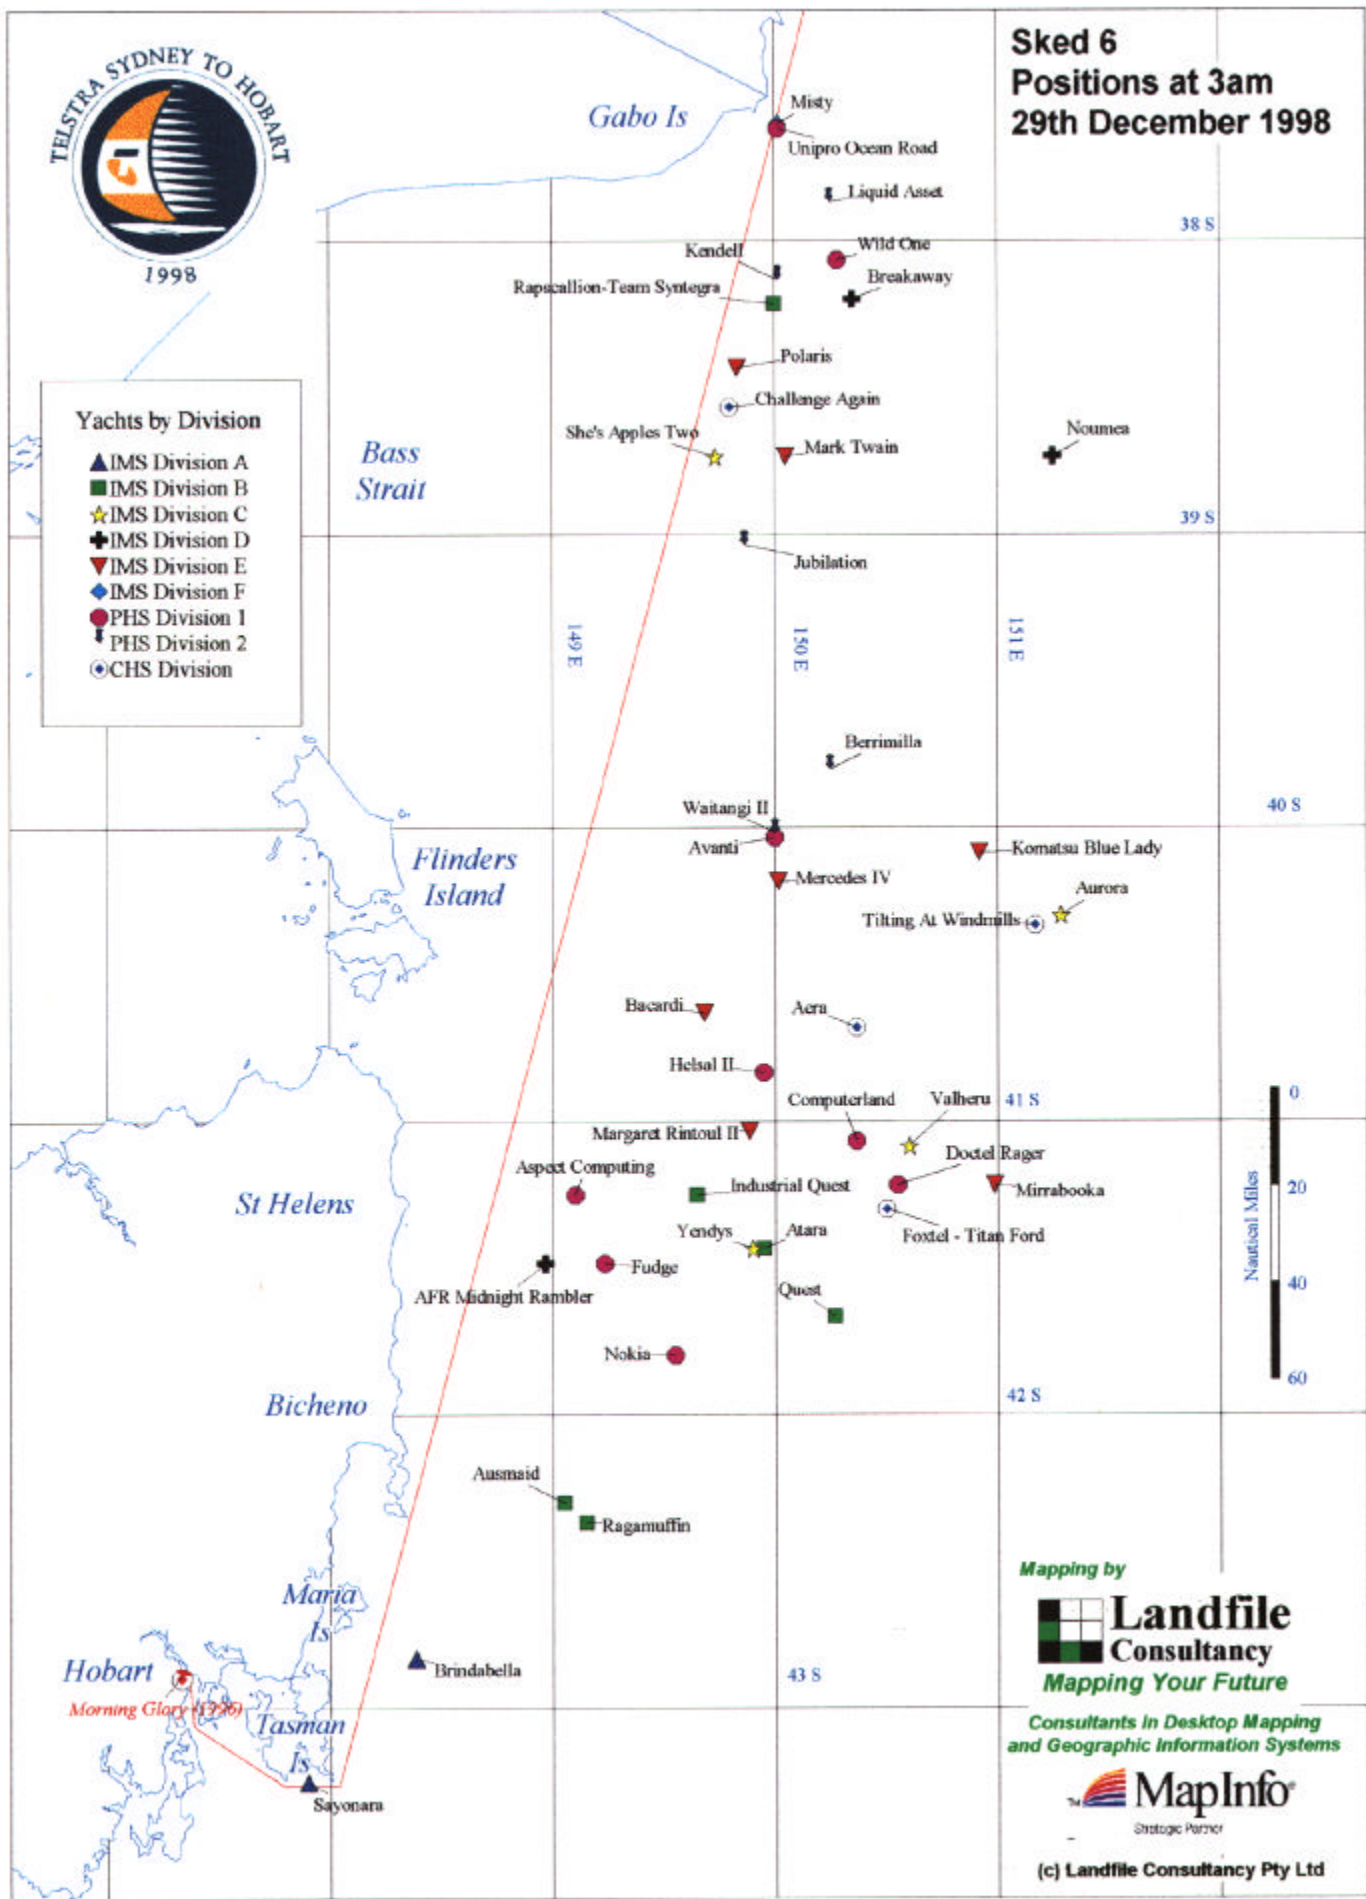 TELSTRA SYDNEY TO HOBART
1998
Sked 6
Positions at 3am
29th December 1998
Gabo Is
Misty
Unipro Ocean Road
Liquid Asset
38 S
Wild One
Kendell
Breakaway
Rapscallion-Team Syntegra
Polaris
Challenge Again
She's Apples Two
Mark Twain
Noumea
Yachts by Division
IMS Division A
IMS Division B
IMS Division C
IMS Division D
IMS Division E
IMS Division F
PHS Division 1
PHS Division 2
CHS Division
Bass
Strait
39 S
Jubilation
149 E
150 E
151 E
Berrimilla
Waitangi II
40 S
Avanti
Komatsu Blue Lady
Mercedes IV
Flinders
Island
Aurora
Tilting At Windmills
Bacardi
Aera
Helsal II
Computerland
Valheru
41 S
Margaret Rintoul II
Doctel Rager
Aspect Computing
Industrial Quest
Mirrabooka
St Helens
Yendys
Atara
Foxtel - Titan Ford
Fudge
AFR Midnight Rambler
Quest
Nokia
0
20
40
60
Nautical Miles
42 S
Bicheno
Ausmaid
Ragamuffin
Maria
Is
Hobart
Brindabella
43 S
Morning Glory (1996)
Tasman
Is
Sayonara
Mapping by
Landfile
Consultancy
Mapping Your Future
Consultants in Desktop Mapping
and Geographic Information Systems
TM
MapInfo®
Strategic Partner
(c) Landfile Consultancy Pty Ltd